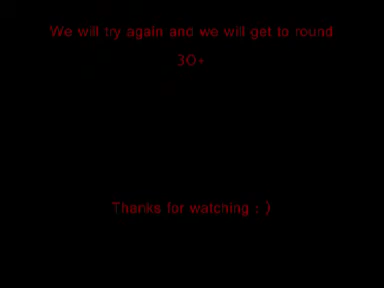 We will try again and we will get to round
30+
Thanks for watching : )